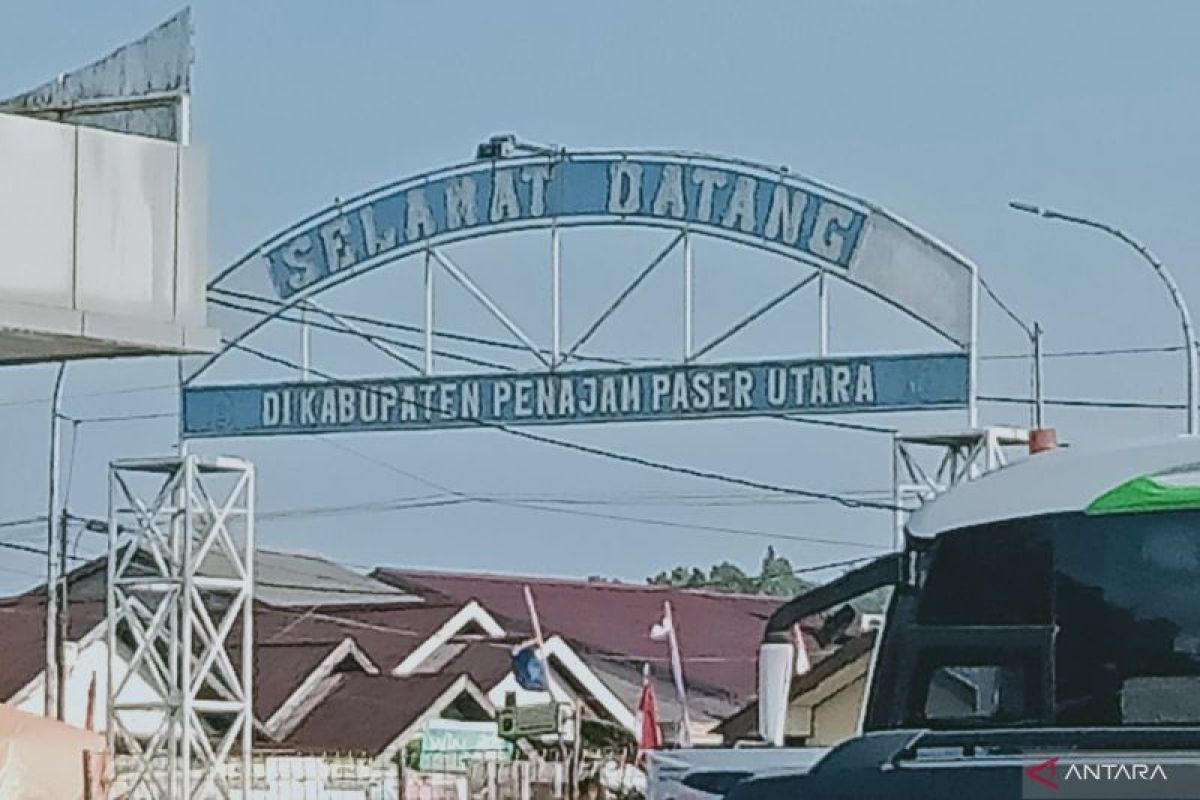 SELAMAT DATANG
DI KABUPATEN PENAJAM PASER UTARA
ANTARA